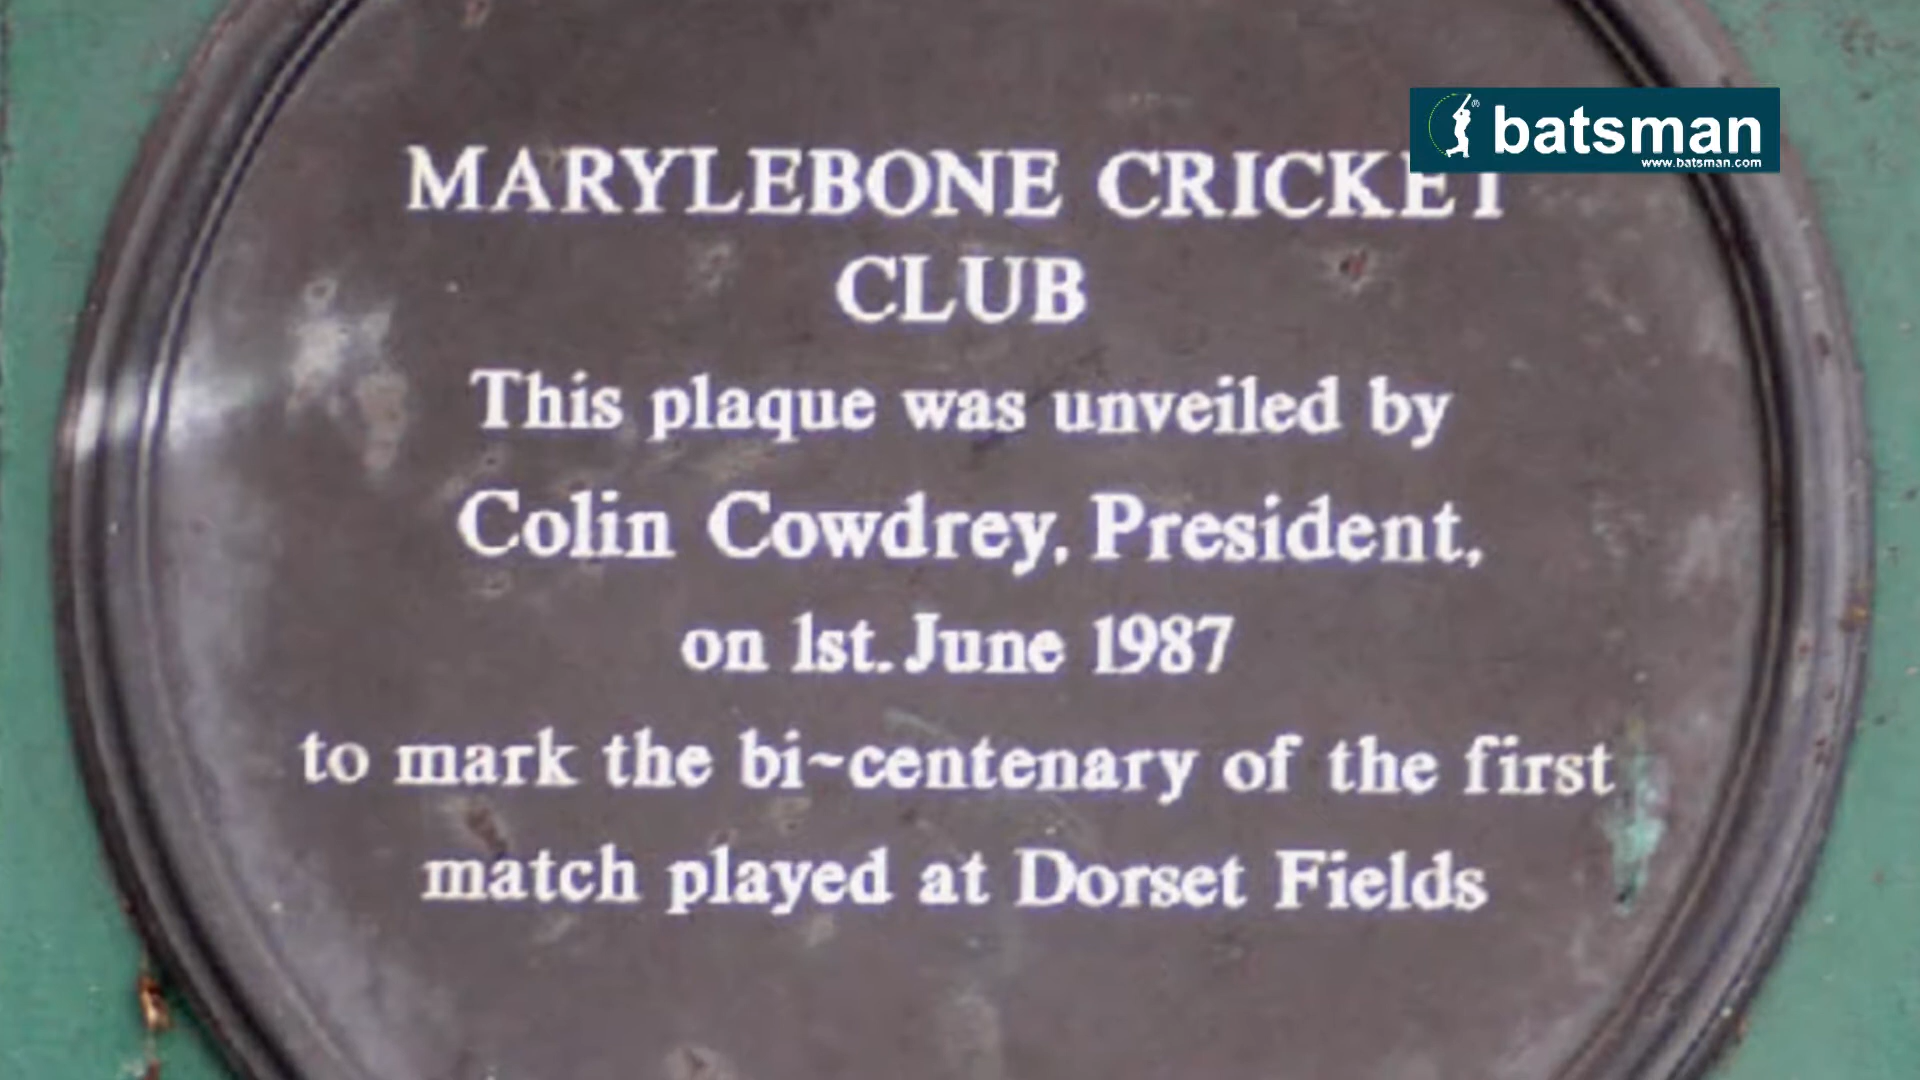 batsman
www.batsman.com
MARYLEBONE CRICKET
CLUB
This plaque was unveiled by
Colin Cowdrey, President,
on 1st. June 1987
to mark the bi~centenary of the first
match played at Dorset Fields